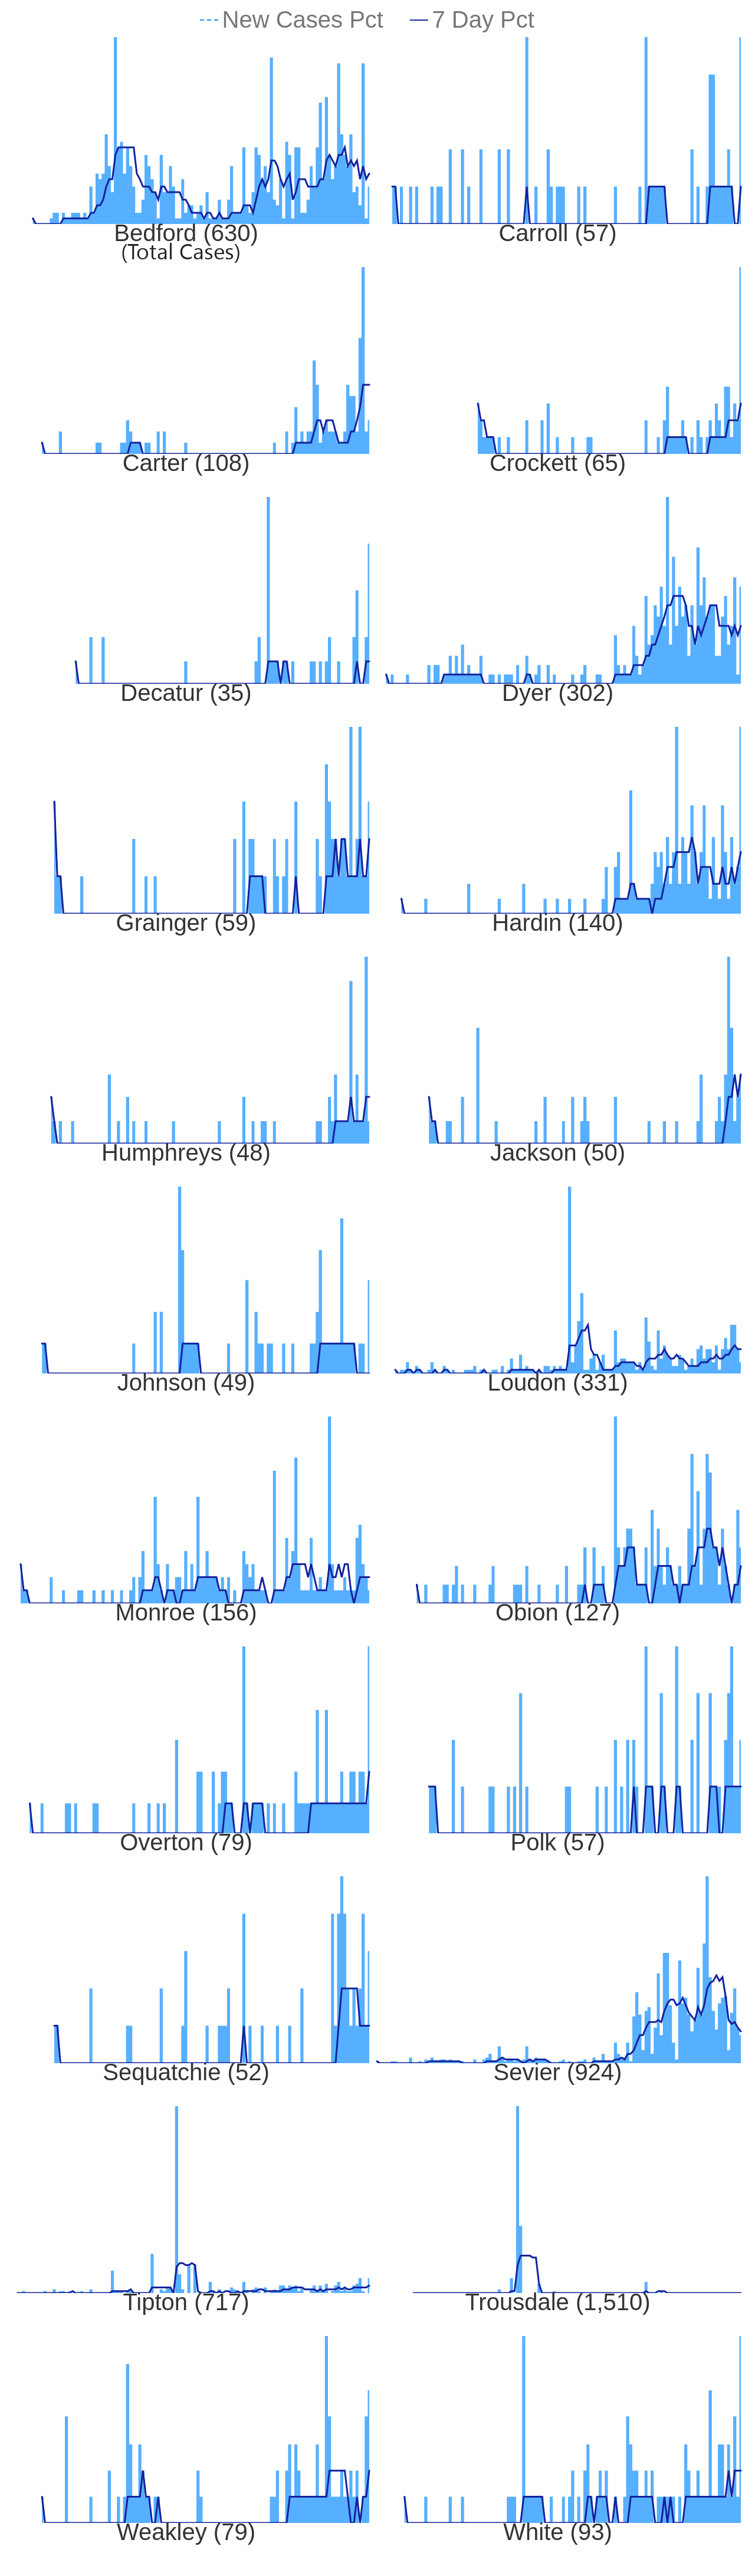 New Cases Pct 7 Day Pct
Bedford (630) Carroll (57)
(Total Cases)
Carter (108) Crockett (65)
Decatur (35) Dyer (302)
Grainger (59) Hardin (140)
Humphreys (48) Jackson (50)
Johnson (49) Loudon (331)
Monroe (156) Obion (127)
Overton (79) Polk (57)
Sequatchie (52) Sevier (924)
Tipton (717) Trousdale (1,510)
Weakley (79) White (93)